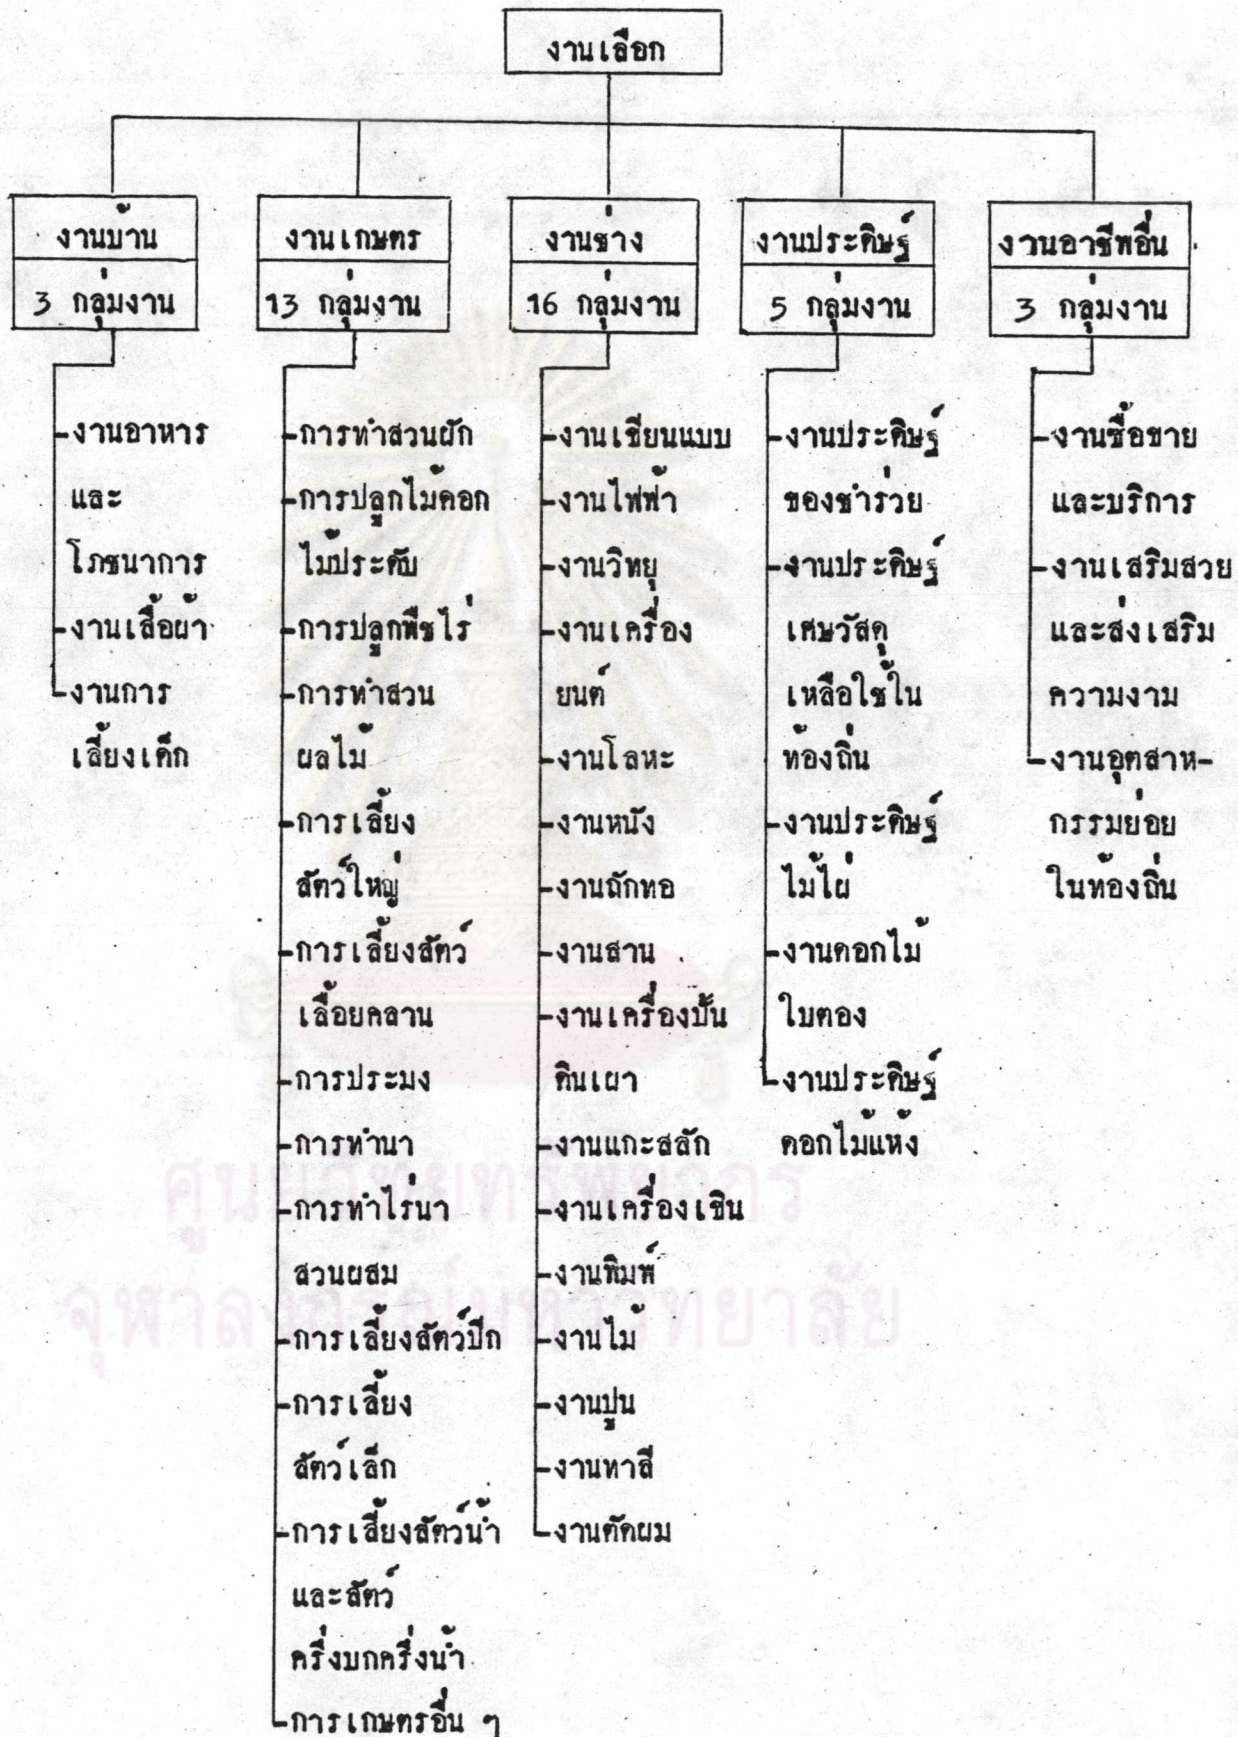 งานเลือก
งานบ้าน
3 กลุ่มงาน
-งานอาหาร
และ
โภชนาการ
-งานเสื้อผ้า
-งานการ
เลี้ยงเด็ก
งานเกษตร
13 กลุ่มงาน
-การทำสวนผัก
-การปลูกไม้ดอก
ไม้ประดับ
-การปลูกพืชไร่
-การทำสวน
ผลไม้
-การเลี้ยง
สัตว์ใหญ่
-การเลี้ยงสัตว์
เลื้อยคลาน
-การประมง
-การทำนา
-การทำไร่นา
สวนผสม
-การเลี้ยงสัตว์ปีก
-การเลี้ยง
สัตว์เล็ก
-การเลี้ยงสัตว์น้ำ
และสัตว์
ครึ่งบกครึ่งน้ำ
-การเกษตรอื่น ๆ
งานช่าง
16 กลุ่มงาน
-งานเขียนแบบ
-งานไฟฟ้า
-งานวิทยุ
-งานเครื่อง
ยนต์
-งานโลหะ
-งานหนัง
-งานถักทอ
-งานสาน
-งานเครื่องปั้น
ดินเผา
-งานแกะสลัก
-งานเครื่องเขิน
-งานพิมพ์
-งานไม้
-งานปูน
-งานทาสี
-งานตัดผม
งานประดิษฐ์
5 กลุ่มงาน
-งานประดิษฐ์
ของชำร่วย
-งานประดิษฐ์
เศษวัสดุ
เหลือใช้ใน
ท้องถิ่น
-งานประดิษฐ์
ไม้ไผ่
-งานดอกไม้
ใบตอง
-งานประดิษฐ์
ดอกไม้แห้ง
งานอาชีพอื่น
3 กลุ่มงาน
-งานซื้อขาย
และบริการ
-งานเสริมสวย
และส่งเสริม
ความงาม
-งานอุตสาห-
กรรมย่อย
ในท้องถิ่น
ศูนย์วิทยทรัพยากร
จุฬาลงกรณ์มหาวิทยาลัย